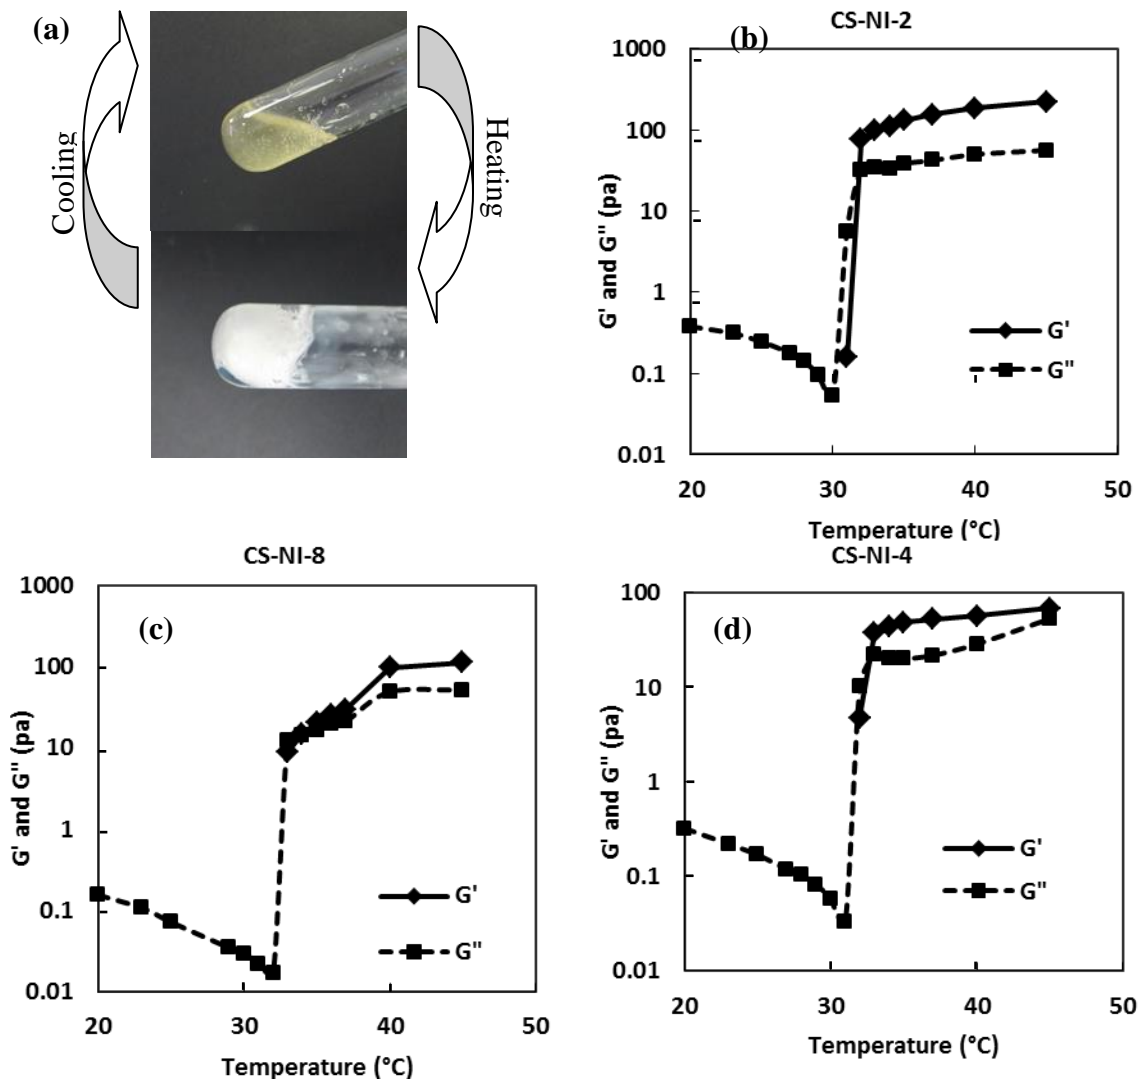 (a)
Cooling
Heating
CS-NI-2
(b)
1000
100
10
1
0.1
0.01
G' and G" (pa)
G'
G"
20
30
40
50
Temperature (°C)
CS-NI-8
(c)
1000
100
10
1
0.1
0.01
G' and G" (pa)
G'
G"
20
30
40
50
Temperature (°C)
CS-NI-4
(d)
100
10
1
0.1
0.01
G' and G" (pa)
G'
G"
20
30
40
50
Temperature (°C)